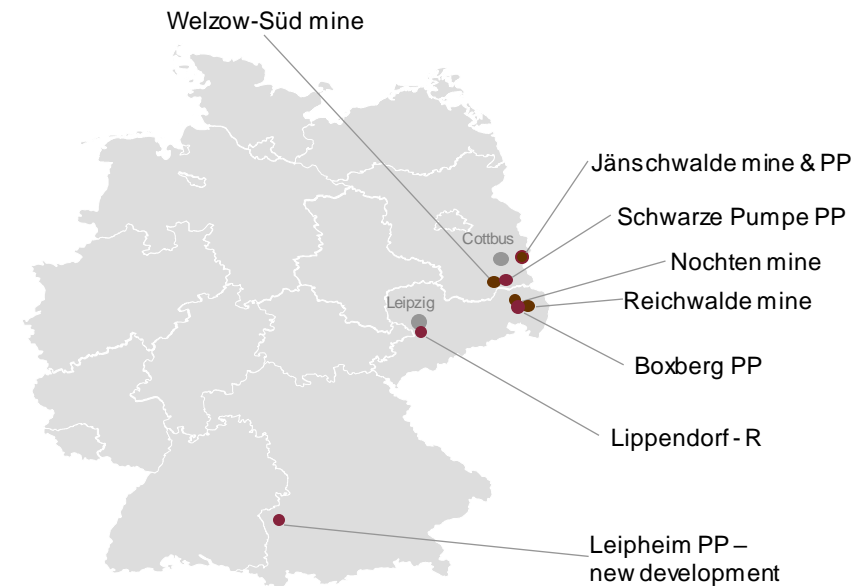 Welzow-Süd mine
Jänschwalde mine & PP
Schwarze Pumpe PP
Cottbus
Nochten mine
Reichwalde mine
Leipzig
Boxberg PP
Lippendorf - R
Leipheim PP –
new development